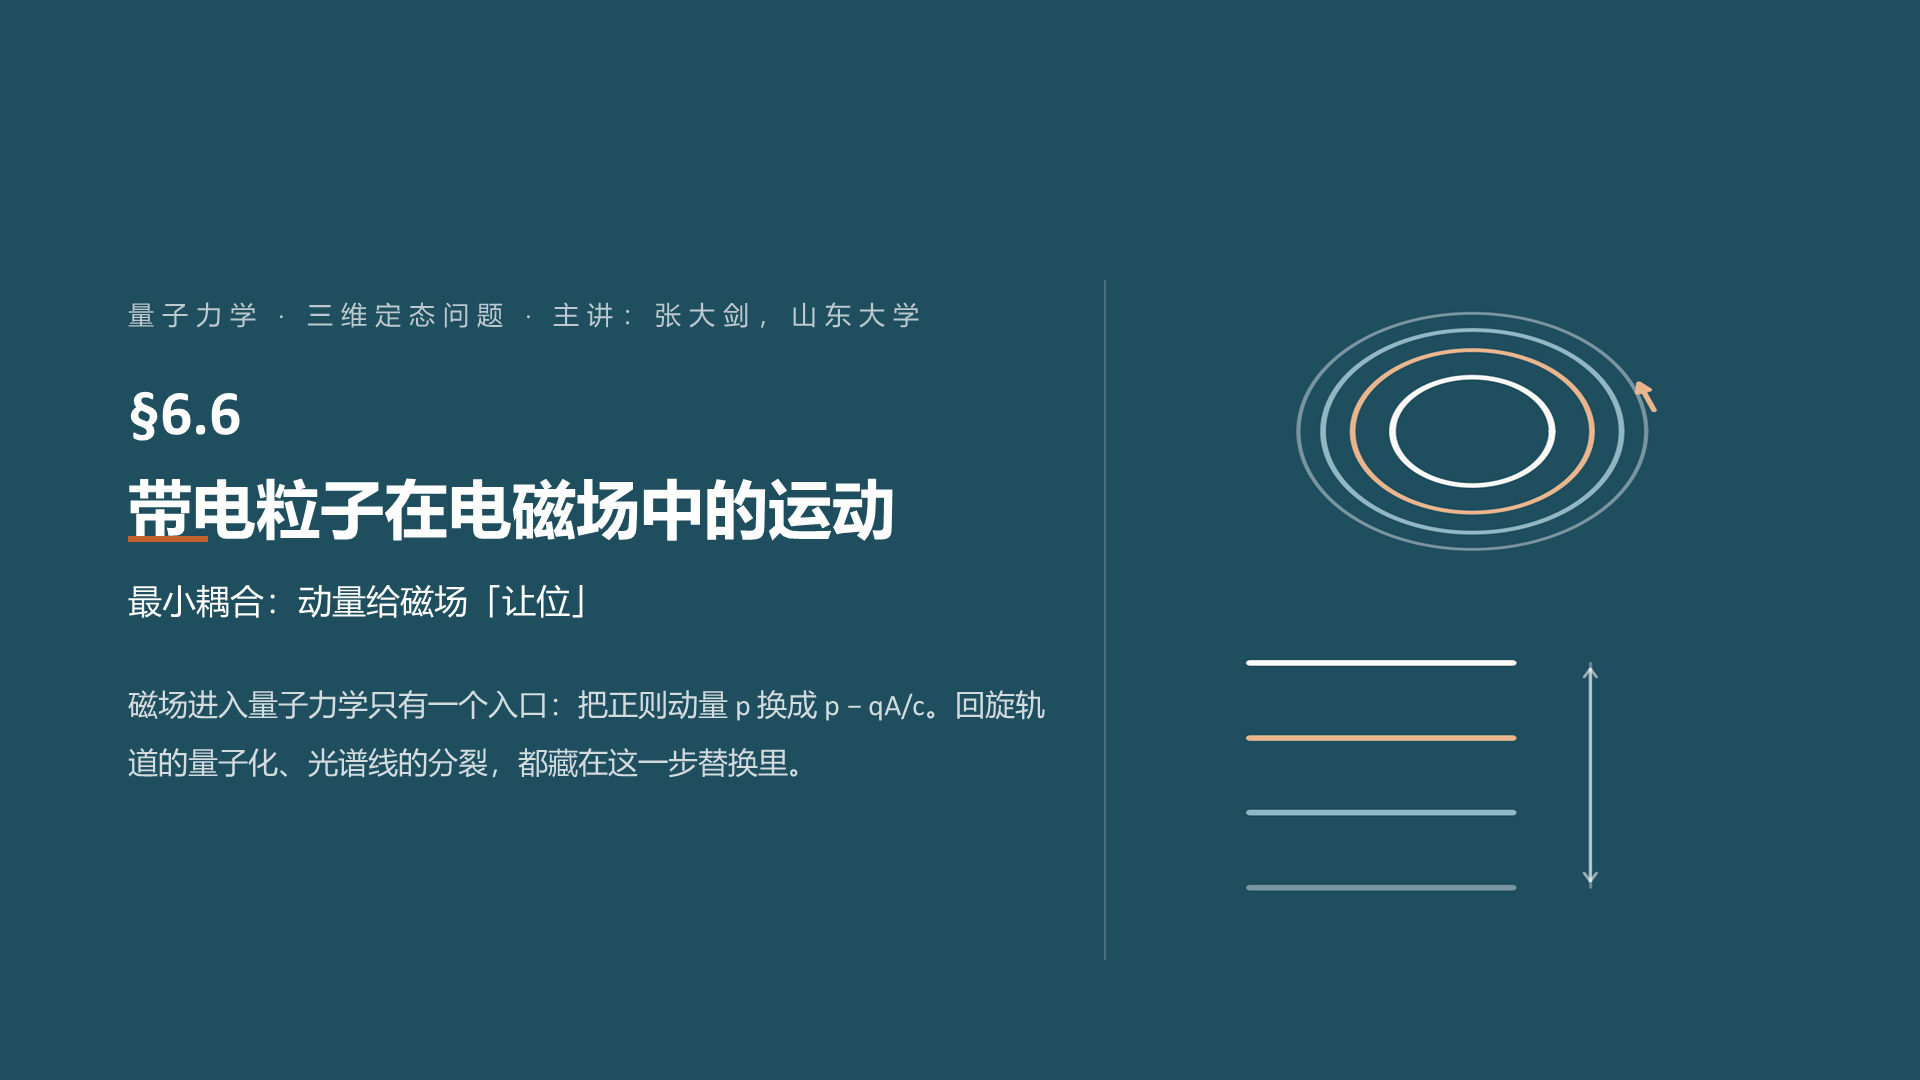 量子力学 · 三维定态问题 · 主讲：张大剑，山东大学
§6.6
带电粒子在电磁场中的运动
最小耦合：动量给磁场「让位」
磁场进入量子力学只有一个入口：把正则动量 p 换成 p − qA/c。回旋轨
道的量子化、光谱线的分裂，都藏在这一步替换里。